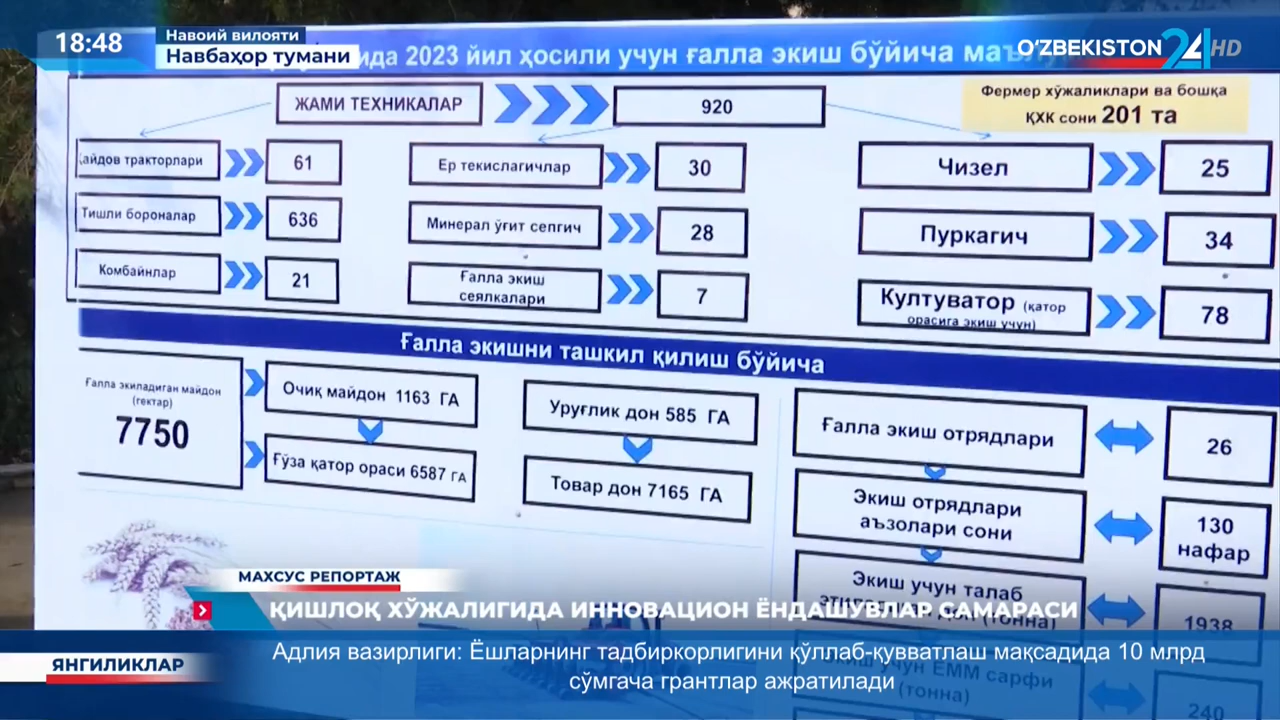 18:48
Навоий вилояти
Навбаҳор тумани
2023 йил ҳосили учун ғалла экиш бўйича
O‘ZBEKISTON 24 HD
ЖАМИ ТЕХНИКАЛАР
920
Фермер хўжаликлари ва бошқа
ҚХК сони 201 та
тракторлари
61
Ер текислагичлар
30
Чизел
25
Тишли бороналар
636
Минерал ўғит сепгич
28
Пуркагич
34
Комбайнлар
21
Ғалла экиш
сеялкалари
7
Култуватор (қатор
орасига экиш учун)
78
Ғалла экишни ташкил қилиш бўйича
Ғалла экиладиган майдон
(гектар)
7750
Очиқ майдон 1163 ГА
Ғўза қатор ораси 6587 ГА
Уруғлик дон 585 ГА
Товар дон 7165 ГА
Ғалла экиш отрядлари
26
Экиш отрядлари
аъзолари сони
130
нафар
Экиш учун талаб
(тонна)
1938
экиш учун ЁММ сарфи
(тонна)
240
МАХСУС РЕПОРТАЖ
ҚИШЛОҚ ХЎЖАЛИГИДА ИННОВАЦИОН ЁНДАШУВЛАР САМАРАСИ
ЯНГИЛИКЛАР
Адлия вазирлиги: Ёшларнинг тадбиркорлигини қўллаб-қувватлаш мақсадида 10 млрд
сўмгача грантлар ажратилади